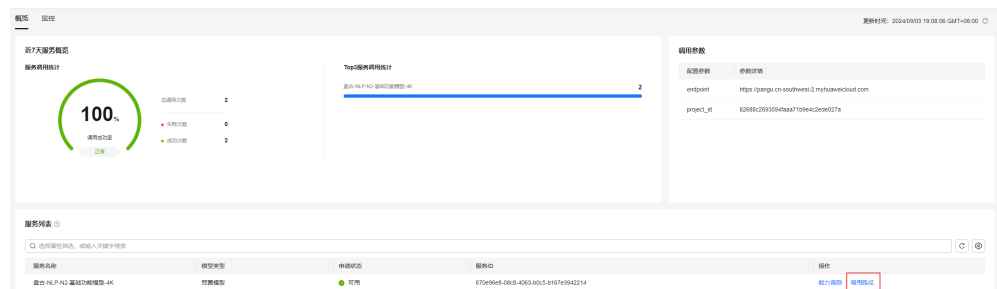 概览 监控
更新时间: 2024/09/03 19:08:06 GMT+08:00
近7天服务概览
服务调用统计
100%
调用成功率
正常
总调用次数 2
失败次数 0
成功次数 2
Top3服务调用统计
盘古-NLP-N2-基础功能模型-4K 2
调用参数
配置参数 参数详情
endpoint https://pangu.cn-southwest-2.myhuaweicloud.com
project_id 82688c2693594faaa71b9e4c2ede027a
服务列表
选择属性筛选，或输入关键字搜索
服务名称 模型类型 申请状态 服务ID 操作
盘古-NLP-N2-基础功能模型-4K 预置模型 可用 870e96e8-08c8-4063-b0c5-b167e3942214 能力调测 调用路径